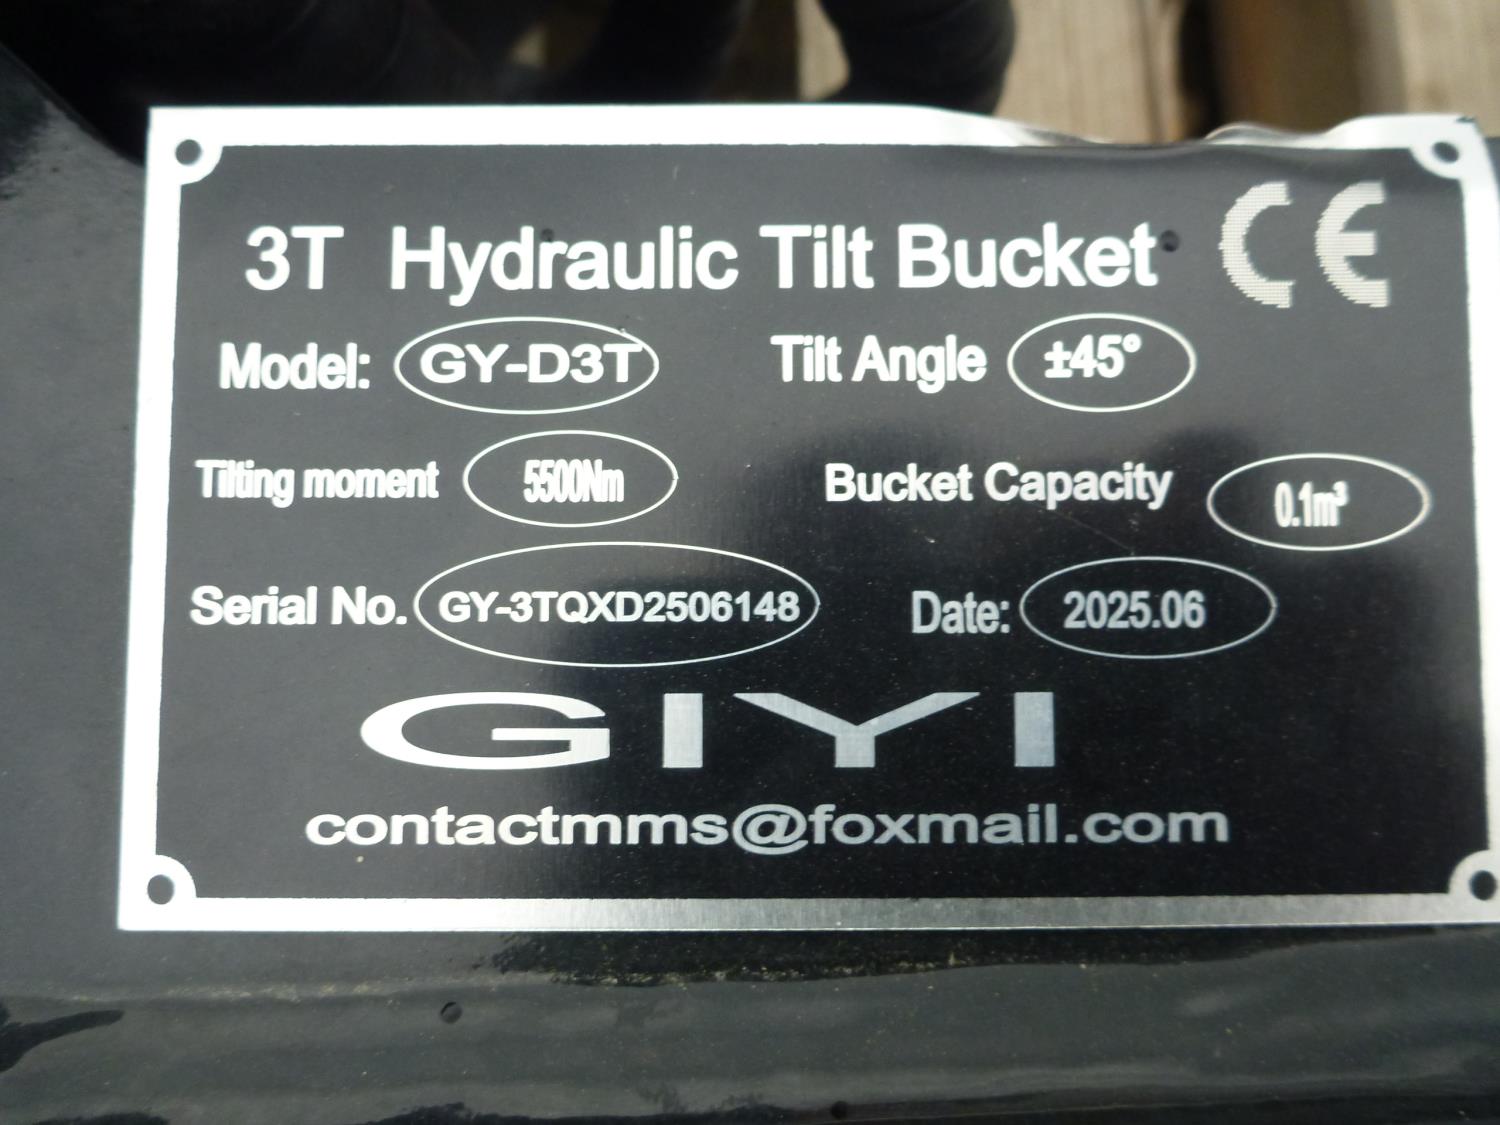 3T Hydraulic Tilt Bucket CE
Model: GY-D3T Tilt Angle ±45°
Tilting moment 5500Nm Bucket Capacity 0.1m³
Serial No. GY-3TQXD2506148 Date: 2025.06
GIYI
contactmms@foxmail.com